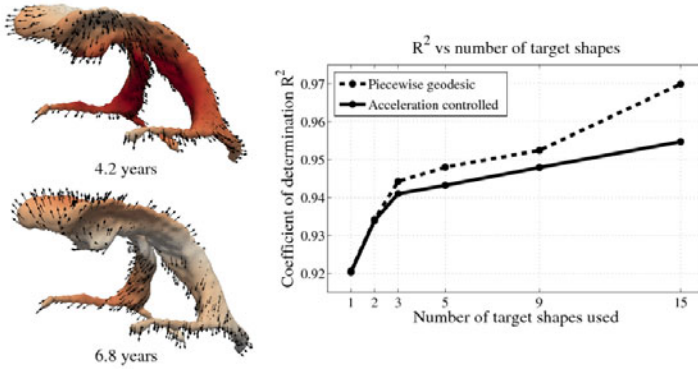 4.2 years
6.8 years
R² vs number of target shapes
Piecewise geodesic
Acceleration controlled
Coefficient of determination R²
0.97
0.96
0.95
0.94
0.93
0.92
1 2 3 5 9 15
Number of target shapes used